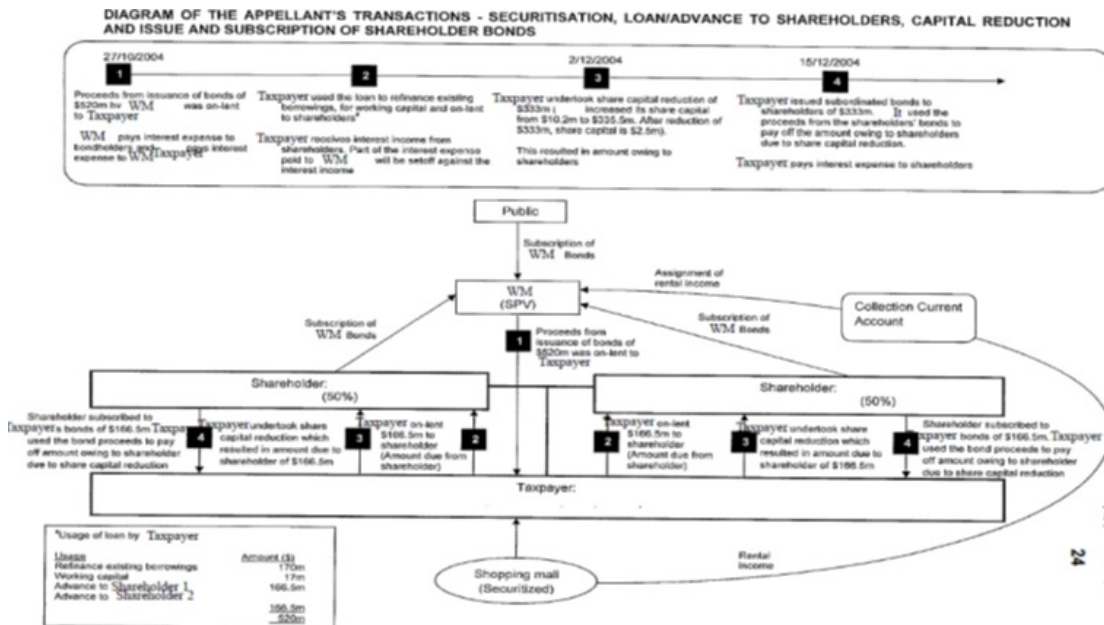 DIAGRAM OF THE APPELLANT'S TRANSACTIONS - SECURITISATION, LOAN/ADVANCE TO SHAREHOLDERS, CAPITAL REDUCTION
AND ISSUE AND SUBSCRIPTION OF SHAREHOLDER BONDS
27/10/2004
1
Proceeds from issuance of bonds of
$520m by WM was on-lent
to Taxpayer
WM pays interest expense to
bondholders and Taxpayer pays interest
expense to WM
2
Taxpayer used the loan to refinance existing
borrowings, for working capital and on-lent
to shareholders*
Taxpayer receives interest income from
shareholders. Part of the interest expense
paid to WM will be setoff against the
interest income
2/12/2004
3
Taxpayer undertook share capital reduction of
$333m ( increased its share capital
from $10.2m to $335.5m. After reduction of
$333m, share capital is $2.5m).
This resulted in amount owing to
shareholders
15/12/2004
4
Taxpayer issued subordinated bonds to
shareholders of $333m. It used the
proceeds from the shareholders' bonds to
pay off the amount owing to shareholders
due to share capital reduction.
Taxpayer pays interest expense to shareholders
Public
Subscription of
WM Bonds
WM
(SPV)
Assignment of
rental income
Collection Current
Account
Subscription of
WM Bonds
Subscription of
WM Bonds
1
Proceeds from
issuance of bonds of
$520m was on-lent to
Taxpayer
Shareholder:
(50%)
Shareholder:
(50%)
Shareholder subscribed to
Taxpayer's bonds of $166.5m. Taxpayer
used the bond proceeds to pay
off amount owing to shareholder
due to share capital reduction
4
Taxpayer undertook share
capital reduction which
resulted in amount due to
shareholder of $166.5m
3
Taxpayer on-lent
$166.5m to
shareholder
(Amount due from
shareholder)
2
2
Taxpayer on-lent
$166.5m to
shareholder
(Amount due from
shareholder)
3
Taxpayer undertook share
capital reduction which
resulted in amount due to
shareholder of $166.5m
4
Shareholder subscribed to
Taxpayer bonds of $166.5m. Taxpayer
used the bond proceeds to pay
off amount owing to shareholder
due to share capital reduction
Taxpayer:
*Usage of loan by Taxpayer
Usage Amount ($)
Refinance existing borrowings 170m
Working capital 17m
Advance to Shareholder 1 166.5m
Advance to Shareholder 2
166.5m
520m
Shopping mall
(Securitized)
Rental
Income
24